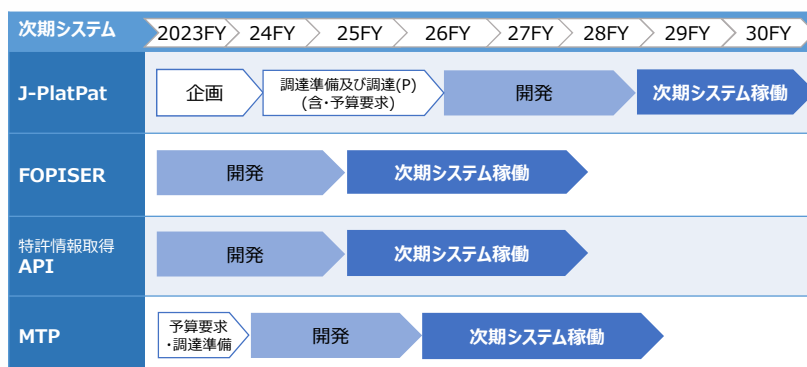 次期システム 2023FY 24FY 25FY 26FY 27FY 28FY 29FY 30FY
J-PlatPat
企画
調達準備及び調達(P)
(含・予算要求)
開発
次期システム稼働
FOPISER
開発
次期システム稼働
特許情報取得
API
開発
次期システム稼働
MTP
予算要求
・調達準備
開発
次期システム稼働